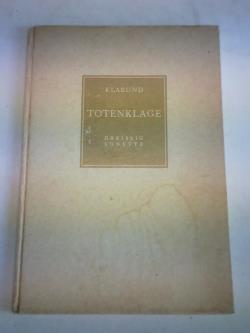 KLABUND
TOTENKLAGE
DREISSIG
SONETTE